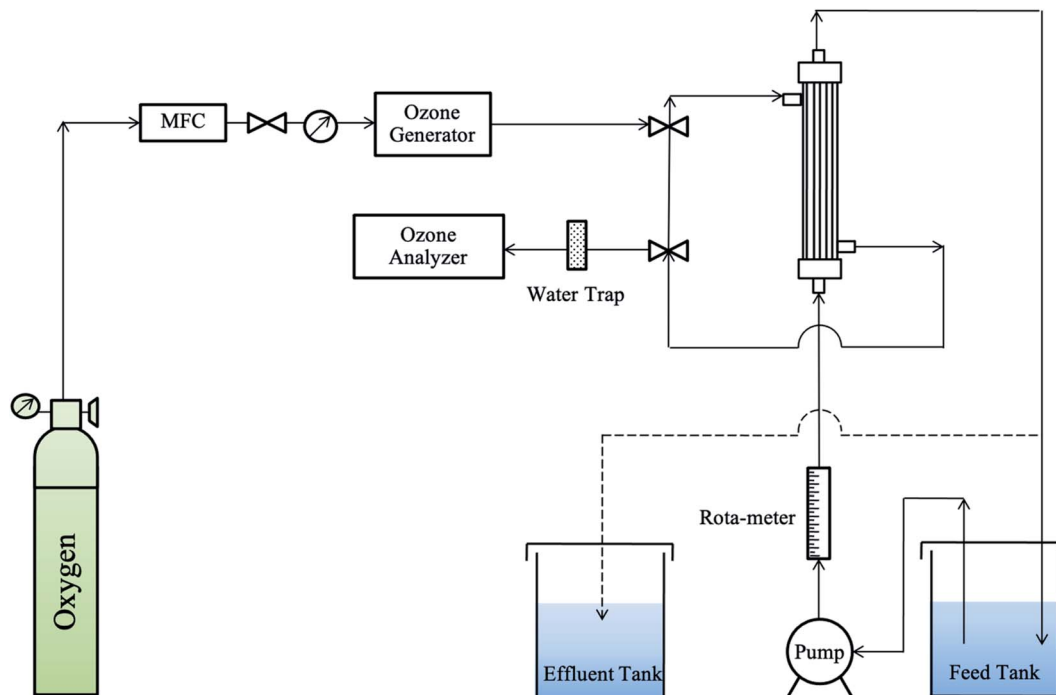 MFC
Ozone
Generator
Ozone
Analyzer
Water Trap
Rota-meter
Oxygen
Pump
Effluent Tank
Feed Tank